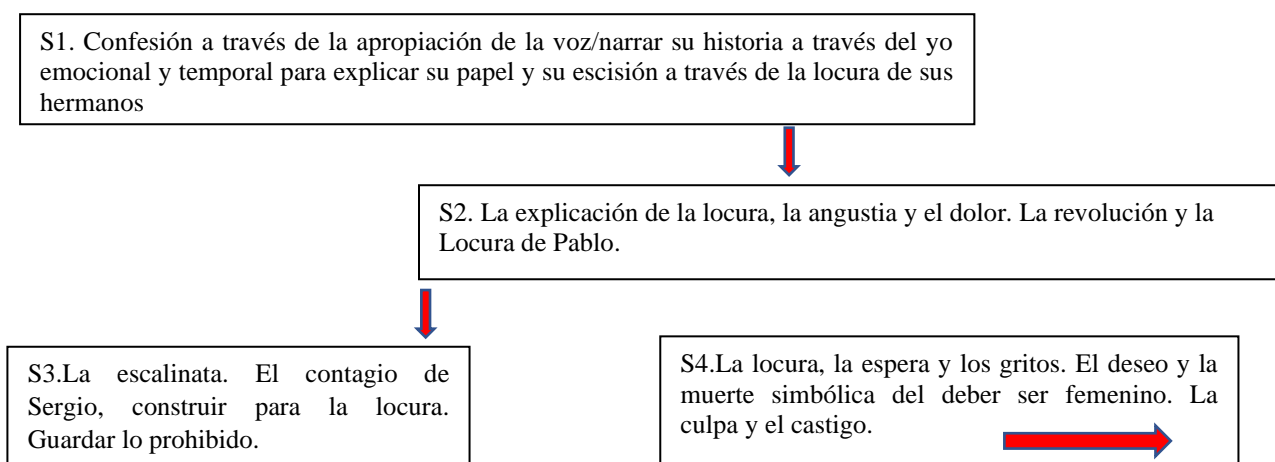 S1. Confesión a través de la apropiación de la voz/narrar su historia a través del yo
emocional y temporal para explicar su papel y su escisión a través de la locura de sus
hermanos
S2. La explicación de la locura, la angustia y el dolor. La revolución y la
Locura de Pablo.
S3.La escalinata. El contagio de
Sergio, construir para la locura.
Guardar lo prohibido.
S4.La locura, la espera y los gritos. El deseo y la
muerte simbólica del deber ser femenino. La
culpa y el castigo.